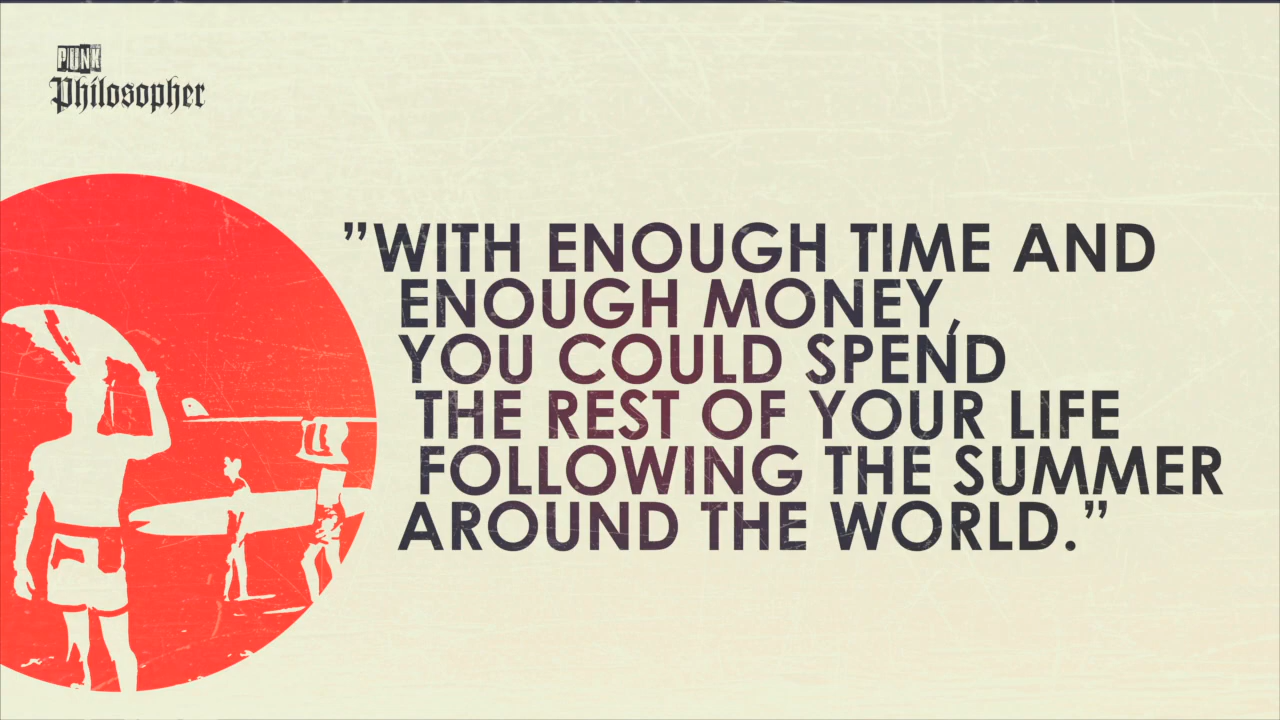 PUNK
Philosopher
”WITH ENOUGH TIME AND
ENOUGH MONEY,
YOU COULD SPEND
THE REST OF YOUR LIFE
FOLLOWING THE SUMMER
AROUND THE WORLD.”